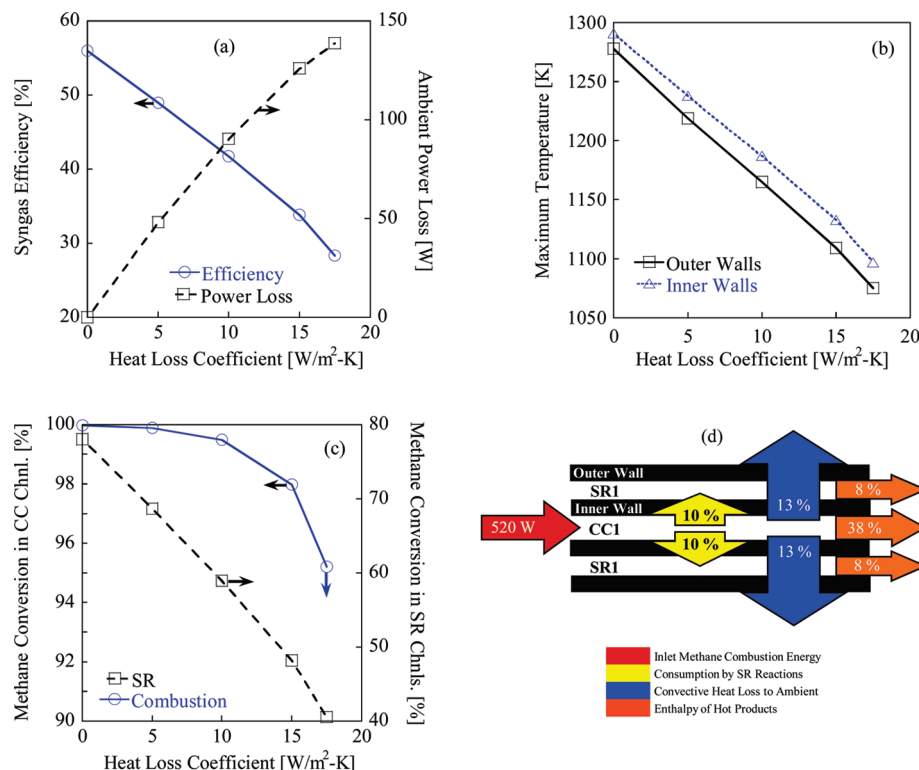 (a)
60
50
40
30
20
Syngas Efficiency [%]
150
100
50
0
Ambient Power Loss
[W]
Efficiency
Power Loss
0 5 10 15 20
Heat Loss Coefficient [W/m²-K]
(b)
1300
1250
1200
1150
1100
1050
Maximum Temperature [K]
Outer Walls
Inner Walls
0 5 10 15 20
Heat Loss Coefficient [W/m²-K]
(c)
100
98
96
94
92
90
Methane Conversion in CC Chnl. [%]
80
70
60
50
40
Methane Conversion in SR Chnls. [%]
SR
Combustion
0 5 10 15 20
Heat Loss Coefficient [W/m²-K]
(d)
Outer Wall
SR1
8 %
Inner Wall
13 %
10 %
520 W
CC1
38 %
10 %
13 %
SR1
8 %
Inlet Methane Combustion Energy
Consumption by SR Reactions
Convective Heat Loss to Ambient
Enthalpy of Hot Products